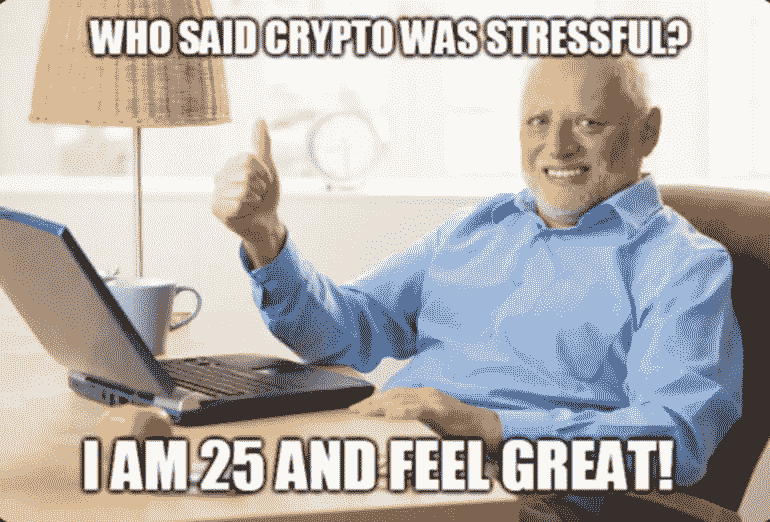 WHO SAID CRYPTO WAS STRESSFUL?
I AM 25 AND FEEL GREAT!